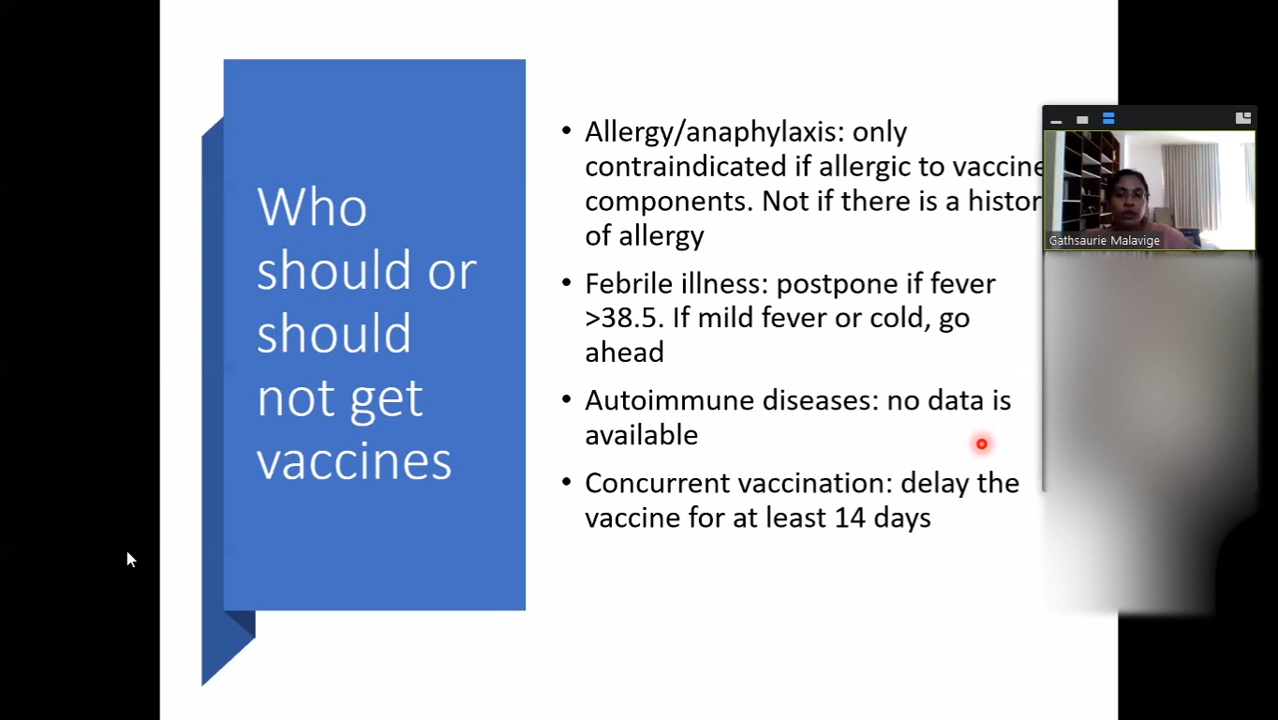 Who
should or
should
not get
vaccines
• Allergy/anaphylaxis: only
contraindicated if allergic to vaccine
components. Not if there is a histor
of allergy
• Febrile illness: postpone if fever
>38.5. If mild fever or cold, go
ahead
• Autoimmune diseases: no data is
available
• Concurrent vaccination: delay the
vaccine for at least 14 days
Gathsaurie Malavige